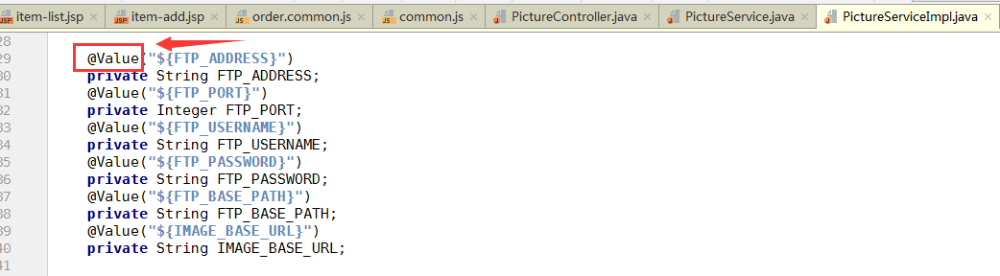 item-list.jsp item-add.jsp order.common.js common.js PictureController.java PictureService.java PictureServiceImpl.java
28
29 @Value("${FTP_ADDRESS}")
30 private String FTP_ADDRESS;
31 @Value("${FTP_PORT}")
32 private Integer FTP_PORT;
33 @Value("${FTP_USERNAME}")
34 private String FTP_USERNAME;
35 @Value("${FTP_PASSWORD}")
36 private String FTP_PASSWORD;
37 @Value("${FTP_BASE_PATH}")
38 private String FTP_BASE_PATH;
39 @Value("${IMAGE_BASE_URL}")
40 private String IMAGE_BASE_URL;
41